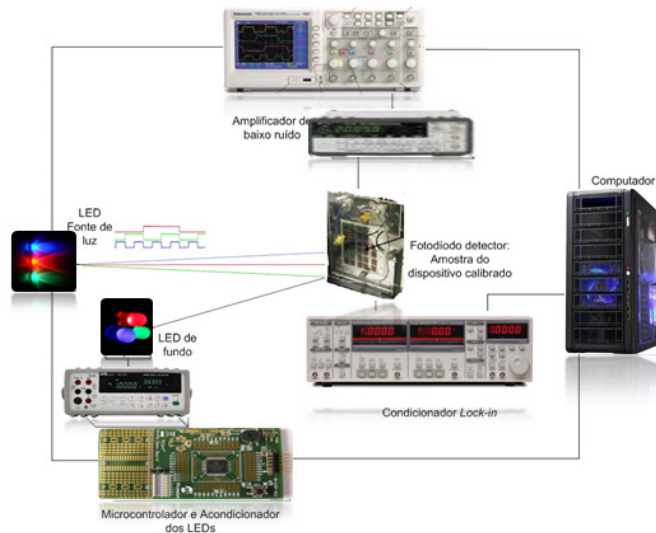 Amplificador de
baixo ruído
Computador
LED
Fonte de
luz
Fotodíodo detector:
Amostra do
dispositivo calibrado
LED de
fundo
Condicionador Lock-in
Microcontrolador e Acondicionador
dos LEDs